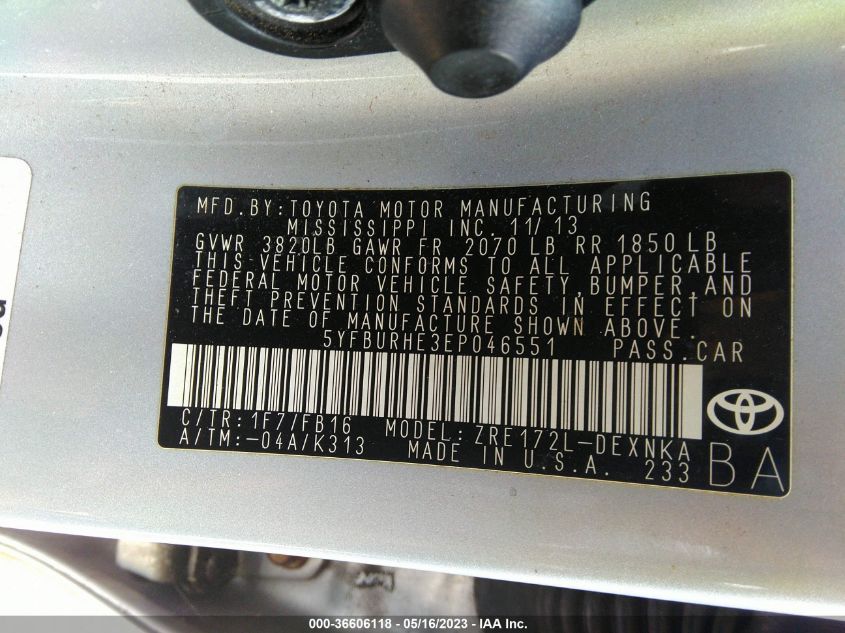 MFD.BY:TOYOTA MOTOR MANUFACTURING
MISSISSIPPI INC. 11/13
GVWR 3820LB GAWR FR 2070 LB RR 1850 LB
THIS VEHICLE CONFORMS TO ALL APPLICABLE
FEDERAL MOTOR VEHICLE SAFETY, BUMPER, AND
THEFT PREVENTION STANDARDS IN EFFECT ON
THE DATE OF MANUFACTURE SHOWN ABOVE.
5YFBURHE3EP046551 PASS.CAR
C/TR: 1F7/FB16 MODEL: ZRE172L-DEXNKA
A/TM:-04A/K313 MADE IN U.S.A. 233 BA
000-36606118 - 05/16/2023 - IAA Inc.